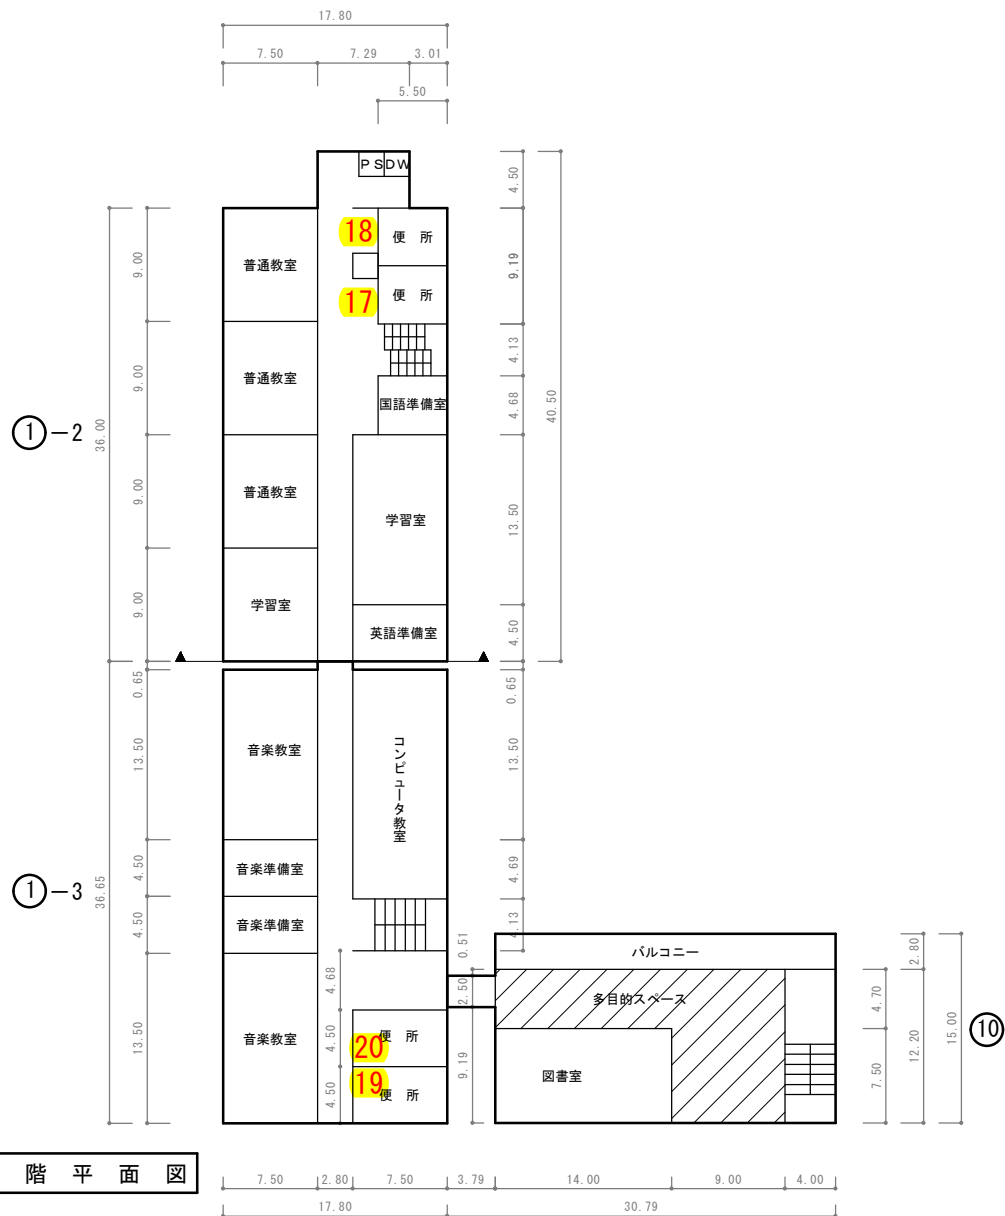 17.80
7.50 7.29 3.01
5.50
PS DW
4.50
18 便 所
9.19
普通教室
9.00
17 便 所
4.13
普通教室
9.00
国語準備室
4.68
40.50
①-2
36.00
普通教室
9.00
学習室
13.50
学習室
9.00
英語準備室
4.50
0.65
0.65
音楽教室
13.50
コンピュータ教室
13.50
音楽準備室
4.50
4.69
①-3
36.65
音楽準備室
4.50
4.13
0.51
バルコニー
2.80
4.68
2.50
多目的スペース
4.70
音楽教室
13.50
20 便 所
4.50
9.19
12.20
15.00
⑩
19 便 所
4.50
図書室
7.50
階 平 面 図
7.50 2.80 7.50 3.79 14.00 9.00 4.00
17.80 30.79